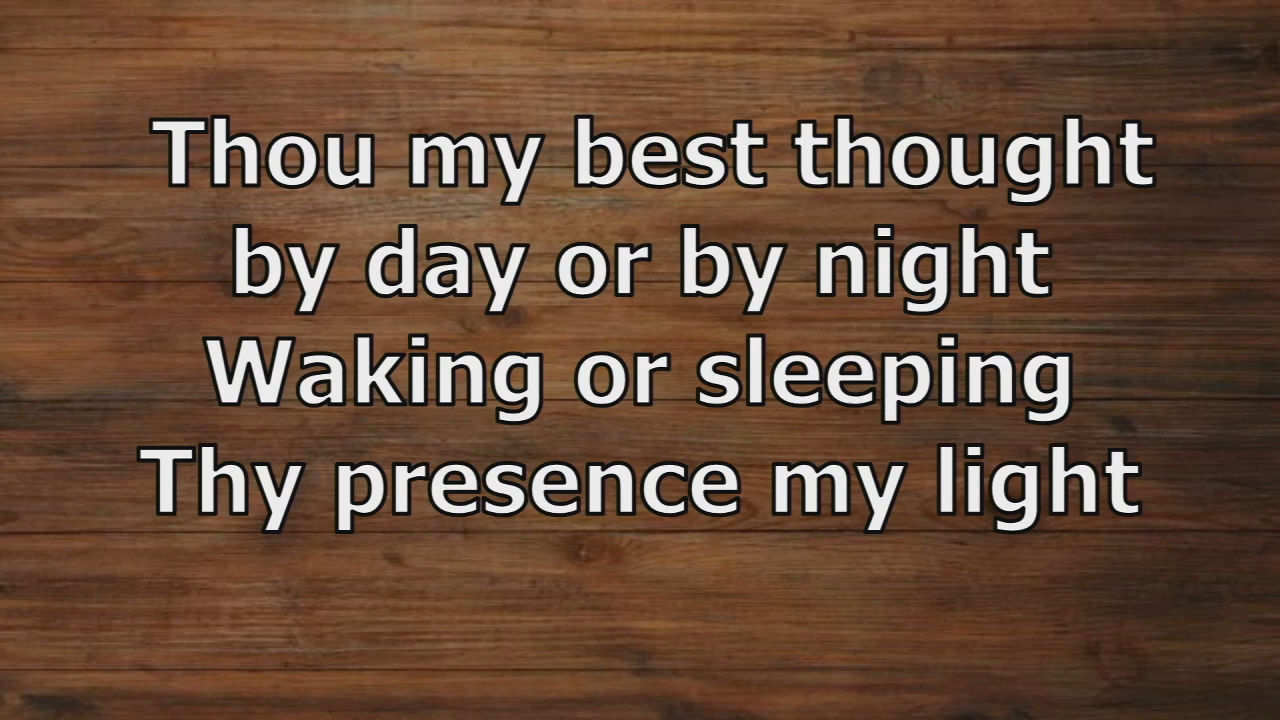 Thou my best thought
by day or by night
Waking or sleeping
Thy presence my light